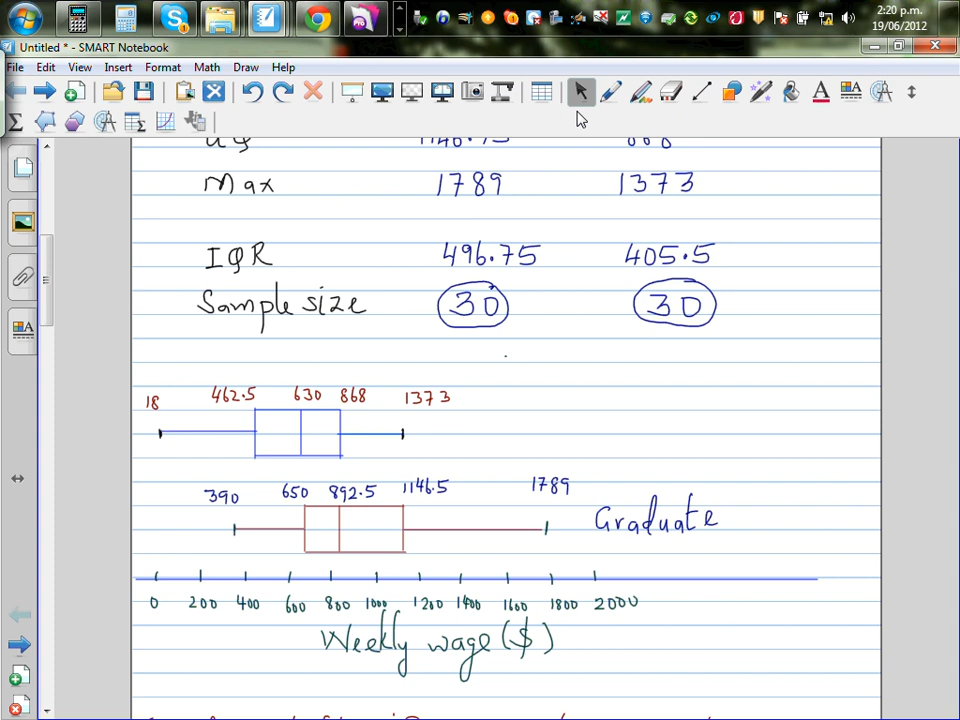 2:20 p.m.
19/06/2012
Untitled * - SMART Notebook
File Edit View Insert Format Math Draw Help
Max 1789 1373
IQR 496.75 405.5
Sample size 30 30
18 462.5 630 868 1373
390 650 892.5 1146.5 1789
Graduate
0 200 400 600 800 1000 1200 1400 1600 1800 2000
Weekly wage ($)